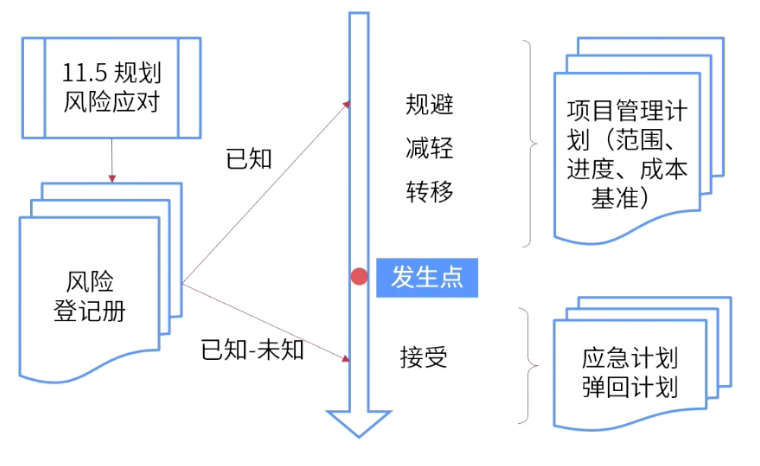 11.5 规划
风险应对
已知
风险
登记册
已知-未知
规避
减轻
转移
发生点
接受
项目管理计
划（范围、
进度、成本
基准）
应急计划
弹回计划